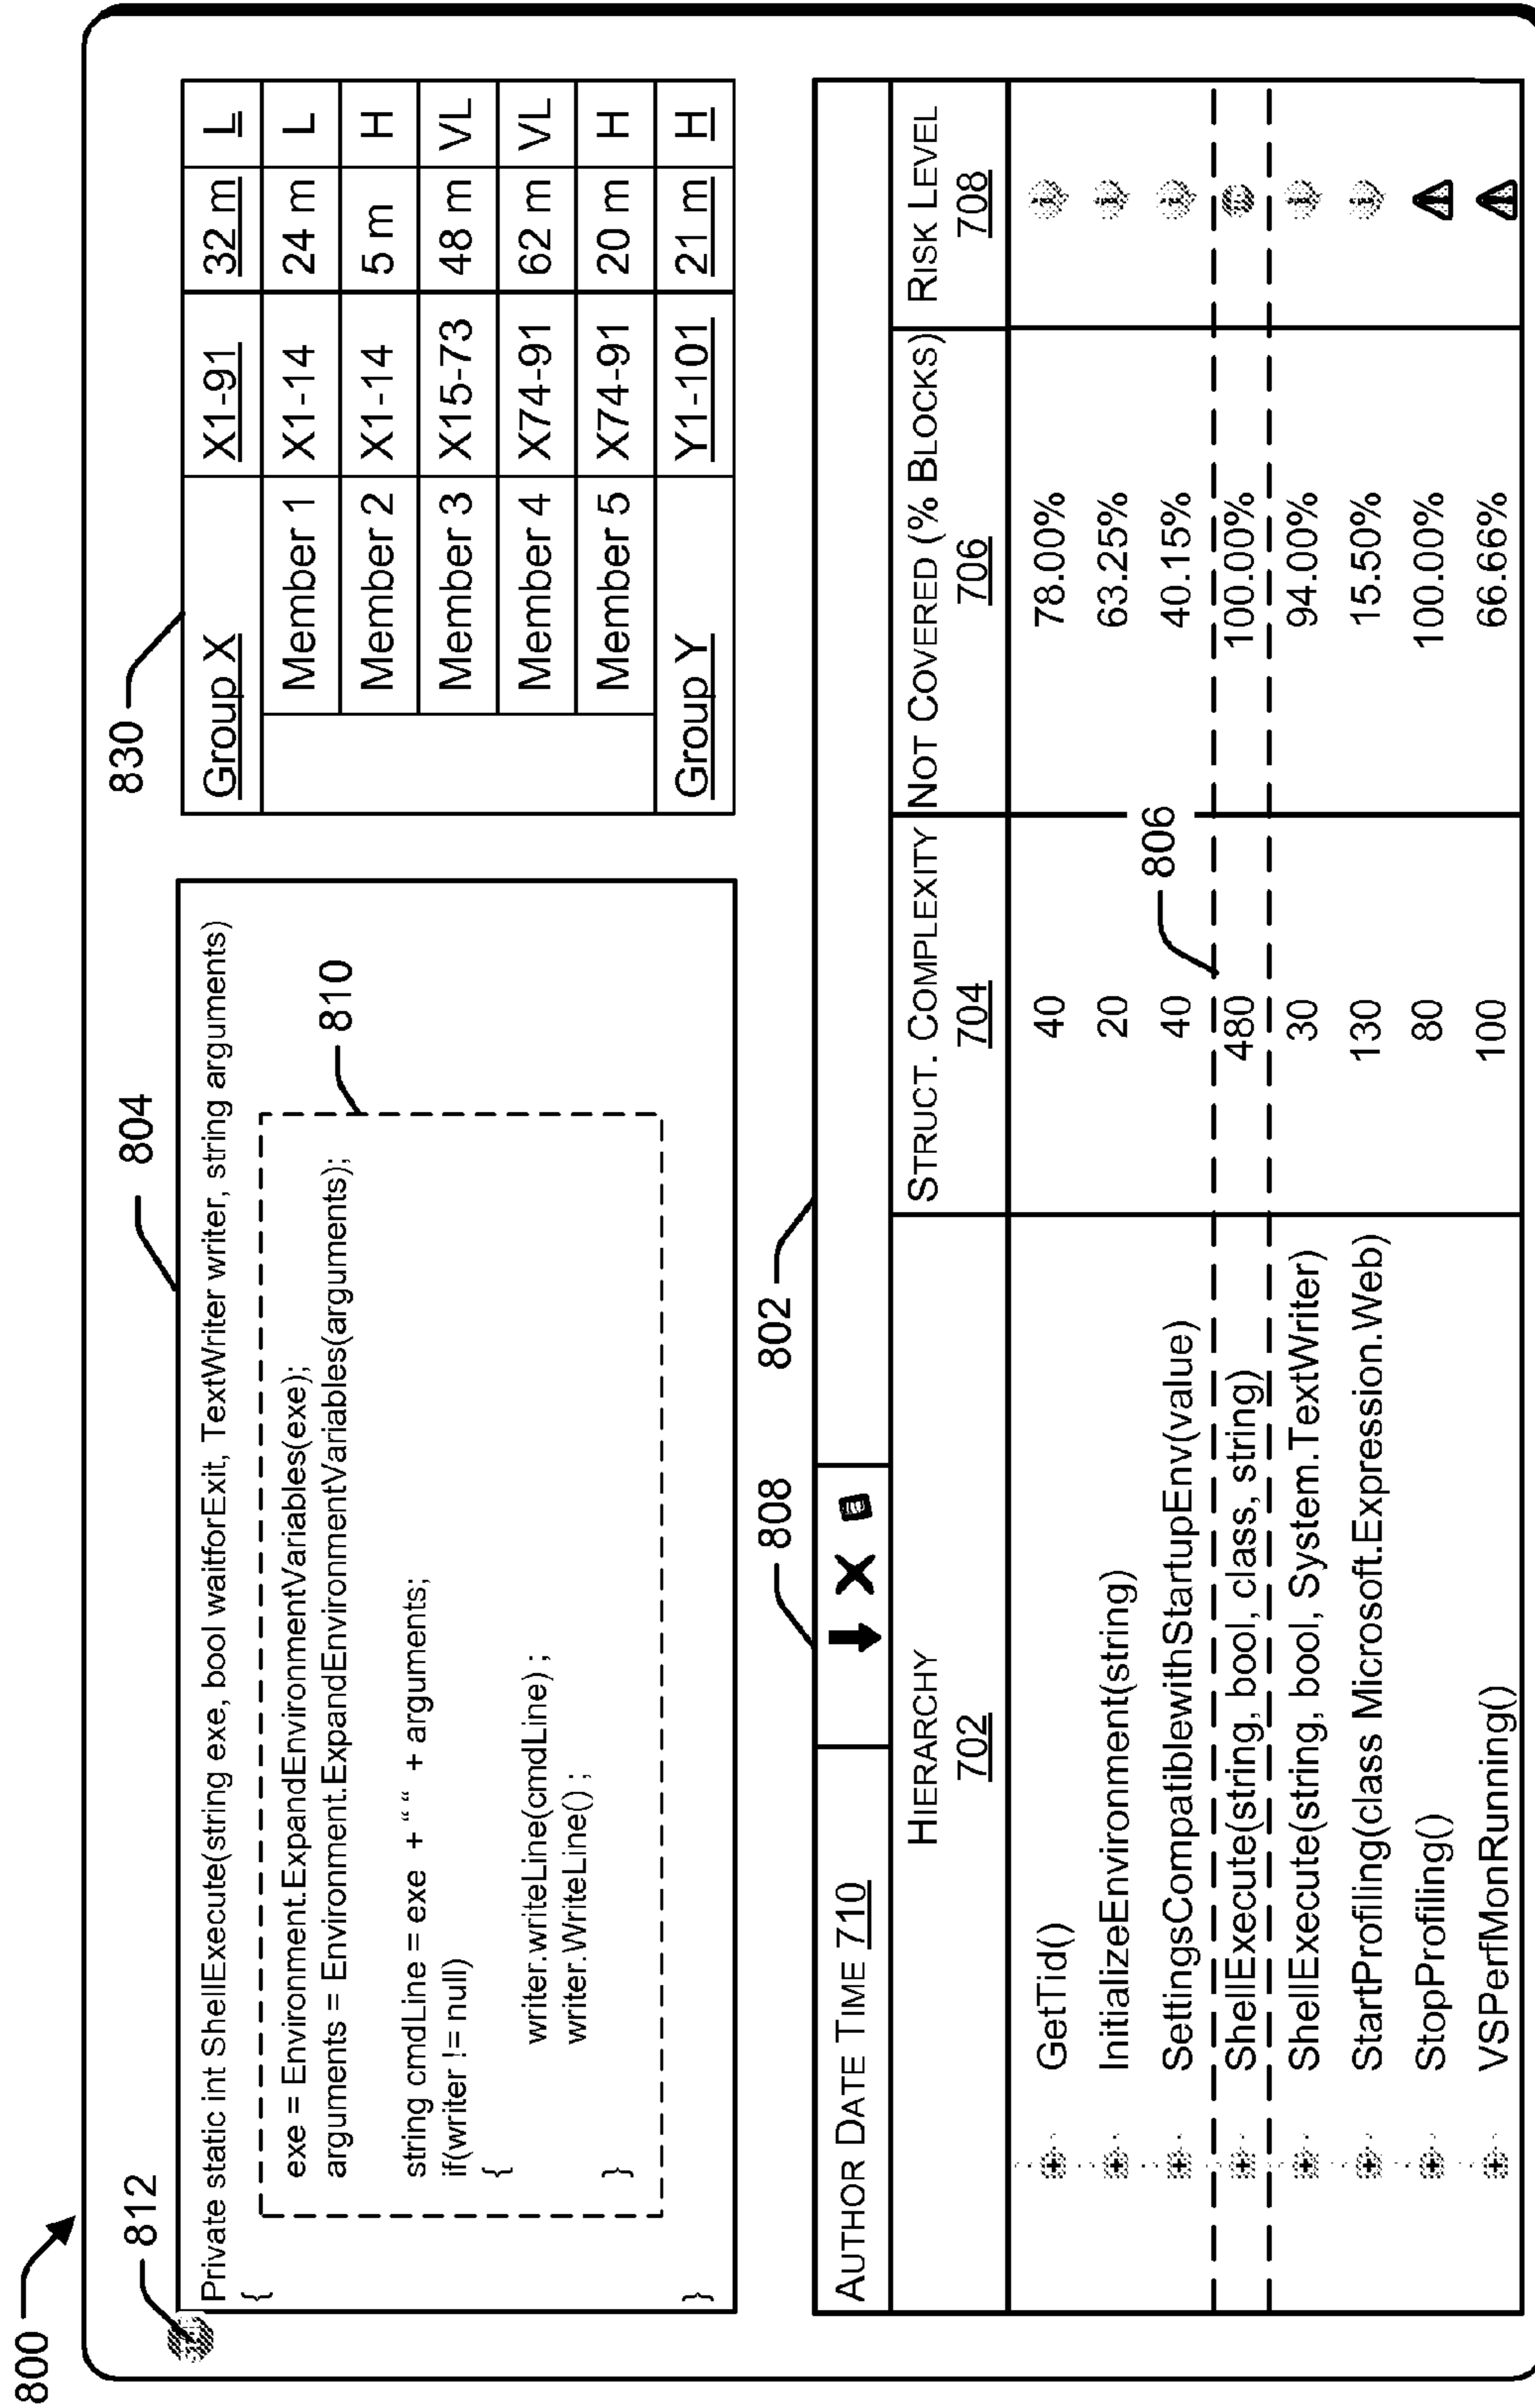 800
812
804
830
Private static int ShellExecute(string exe, bool waitforExit, TextWriter writer, string arguments)
{
810
exe = Environment.ExpandEnvironmentVariables(exe);
arguments = Environment.ExpandEnvironmentVariables(arguments);
string cmdLine = exe +“ “ + arguments;
if(writer != null)
{
writer.writeLine(cmdLine) ;
writer.WriteLine() ;
}
}
Group X X1-91 32 m L
Member 1 X1-14 24 m L
Member 2 X1-14 5 m H
Member 3 X15-73 48 m VL
Member 4 X74-91 62 m VL
Member 5 X74-91 20 m H
Group Y Y1-101 21 m H
808
802
AUTHOR DATE TIME 710
HIERARCHY STRUCT. COMPLEXITY NOT COVERED (% BLOCKS) RISK LEVEL
702 704 706 708
GetTid() 40 78.00%
InitializeEnvironment(string) 20 63.25%
SettingsCompatiblewithStartupEnv(value) 40 40.15%
806
ShellExecute(string, bool, class, string) 480 100.00%
ShellExecute(string, bool, System.TextWriter) 30 94.00%
StartProfiling(class Microsoft.Expression.Web) 130 15.50%
StopProfiling() 80 100.00%
VSPerfMonRunning() 100 66.66%